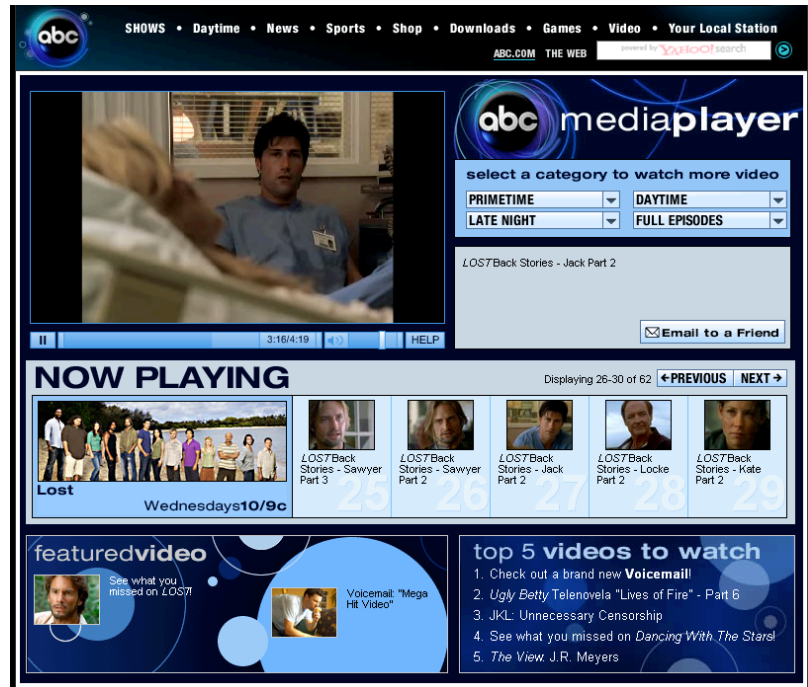 abc
SHOWS • Daytime • News • Sports • Shop • Downloads • Games • Video • Your Local Station
ABC.COM THE WEB powered by YAHOO! search
abc mediaplayer
select a category to watch more video
PRIMETIME DAYTIME
LATE NIGHT FULL EPISODES
LOST Back Stories - Jack Part 2
Email to a Friend
3:16/4:19 HELP
NOW PLAYING
Displaying 26-30 of 62 PREVIOUS NEXT
Lost
Wednesdays10/9c
LOST Back
Stories - Sawyer
Part 3
25
LOST Back
Stories - Sawyer
Part 2
26
LOST Back
Stories - Jack
Part 2
27
LOST Back
Stories - Locke
Part 2
28
LOST Back
Stories - Kate
Part 2
29
featuredvideo
See what you
missed on LOST!
Voicemail: "Mega
Hit Video"
top 5 videos to watch
1. Check out a brand new Voicemail!
2. Ugly Betty Telenovela "Lives of Fire" - Part 6
3. JKL: Unnecessary Censorship
4. See what you missed on Dancing With The Stars!
5. The View: J.R. Meyers